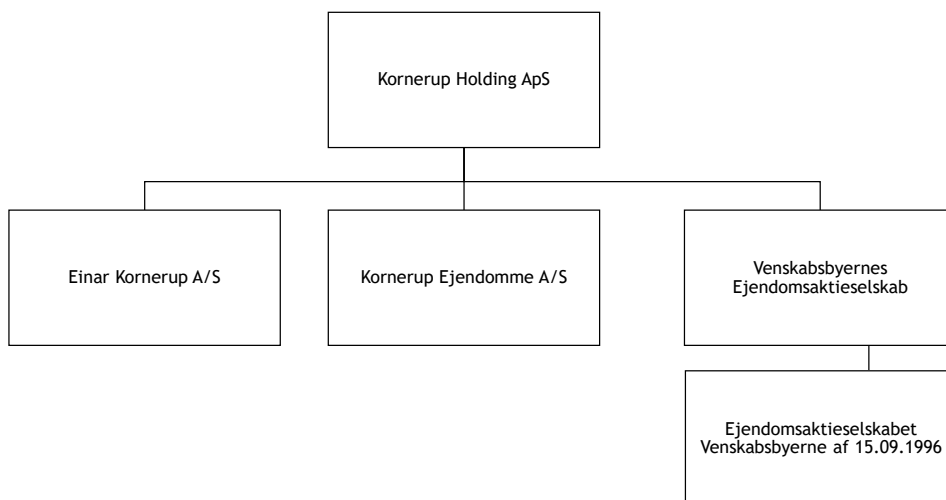 Kornerup Holding ApS
Einar Kornerup A/S
Kornerup Ejendomme A/S
Venskabsbyernes
Ejendomsaktieselskab
Ejendomsaktieselskabet
Venskabsbyerne af 15.09.1996